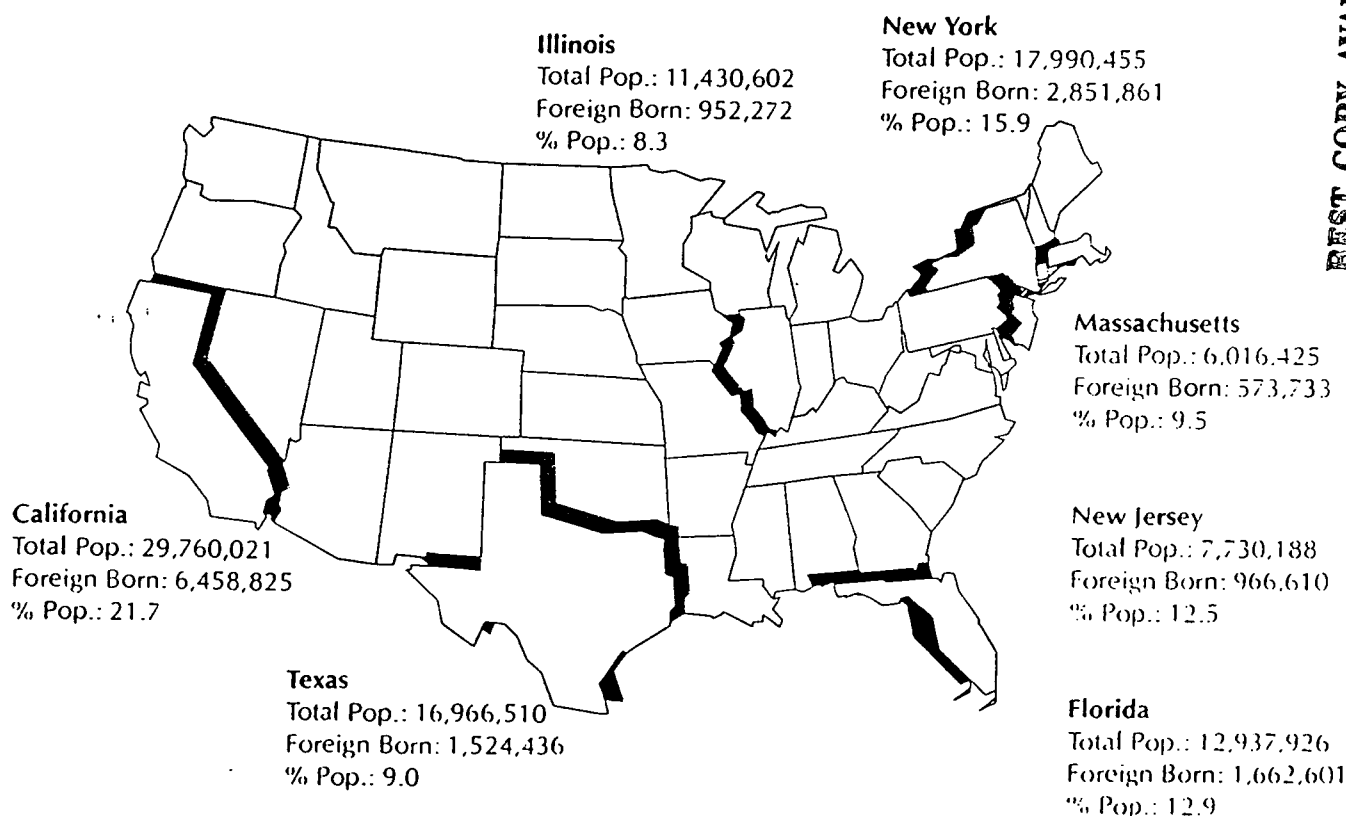 Illinois
Total Pop.: 11,430,602
Foreign Born: 952,272
% Pop.: 8.3
New York
Total Pop.: 17,990,455
Foreign Born: 2,851,861
% Pop.: 15.9
Massachusetts
Total Pop.: 6,016,425
Foreign Born: 573,733
% Pop.: 9.5
California
Total Pop.: 29,760,021
Foreign Born: 6,458,825
% Pop.: 21.7
New Jersey
Total Pop.: 7,730,188
Foreign Born: 966,610
% Pop.: 12.5
Texas
Total Pop.: 16,966,510
Foreign Born: 1,524,436
% Pop.: 9.0
Florida
Total Pop.: 12,937,926
Foreign Born: 1,662,601
% Pop.: 12.9
BEST COPY